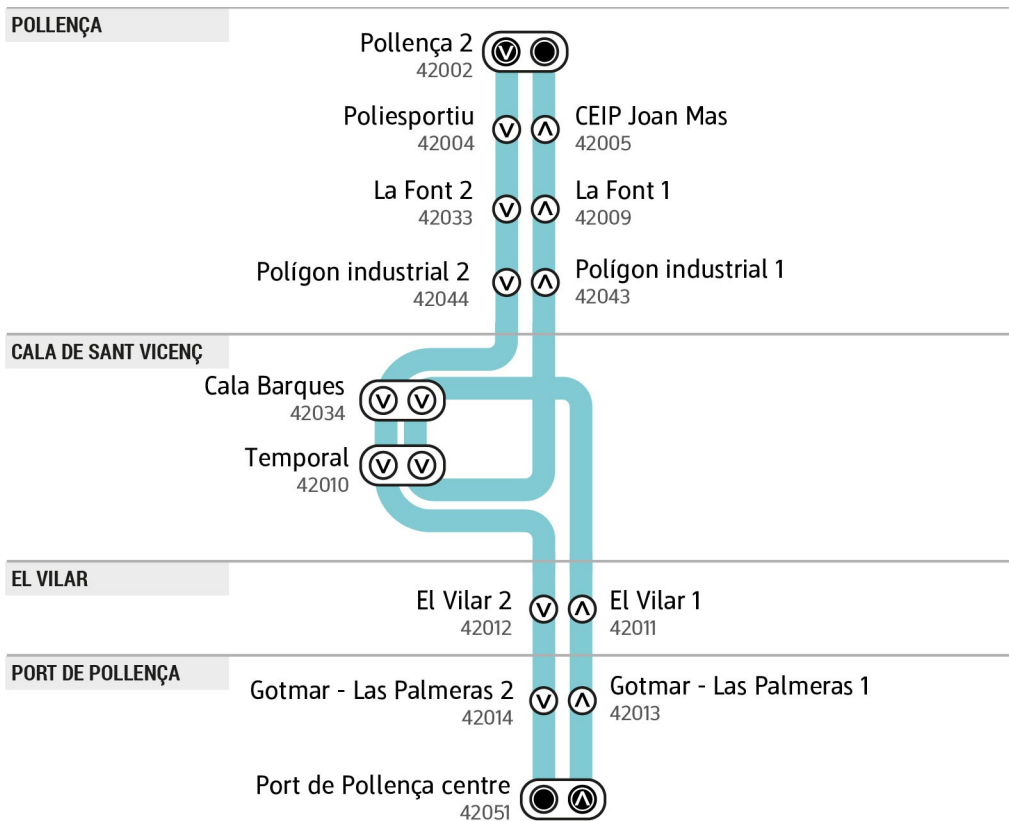 POLLENÇA
Pollença 2
42002
Poliesportiu
42004
CEIP Joan Mas
42005
La Font 2
42033
La Font 1
42009
Polígon industrial 2
42044
Polígon industrial 1
42043
CALA DE SANT VICENÇ
Cala Barques
42034
Temporal
42010
EL VILAR
El Vilar 2
42012
El Vilar 1
42011
PORT DE POLLENÇA
Gotmar - Las Palmeras 2
42014
Gotmar - Las Palmeras 1
42013
Port de Pollença centre
42051